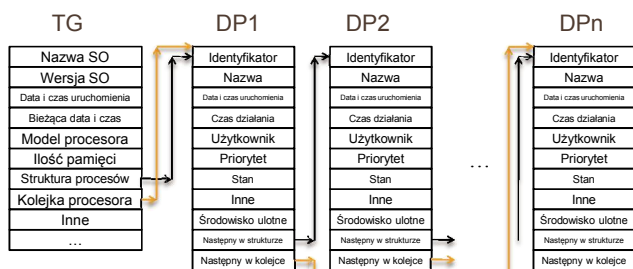 TG
Nazwa SO
Wersja SO
Data i czas uruchomienia
Bieżąca data i czas
Model procesora
Ilość pamięci
Struktura procesów
Kolejka procesora
Inne
...
DP1
Identyfikator
Nazwa
Data i czas uruchomienia
Czas działania
Użytkownik
Priorytet
Stan
Inne
Środowisko ulotne
Następny w strukturze
Następny w kolejce
DP2
Identyfikator
Nazwa
Data i czas uruchomienia
Czas działania
Użytkownik
Priorytet
Stan
Inne
Środowisko ulotne
Następny w strukturze
Następny w kolejce
...
DPn
Identyfikator
Nazwa
Data i czas uruchomienia
Czas działania
Użytkownik
Priorytet
Stan
Inne
Środowisko ulotne
Następny w strukturze
Następny w kolejce